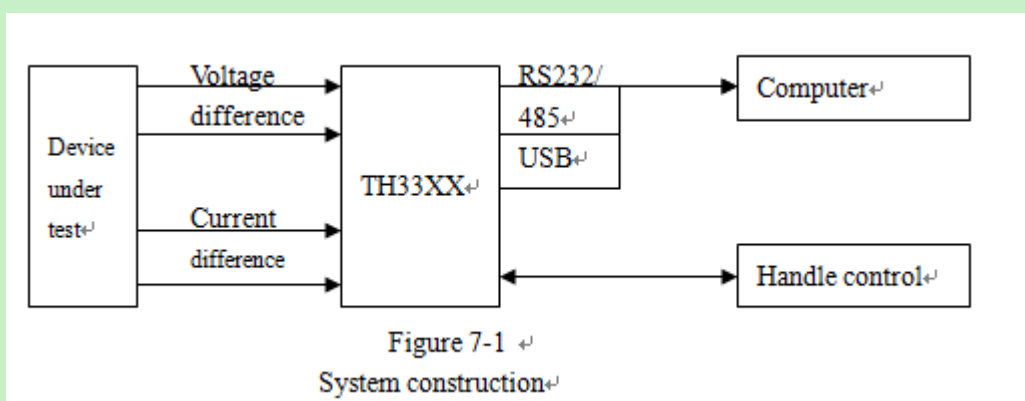 Device
under
test
Voltage
difference
Current
difference
TH33XX
RS232/
485
USB
Computer
Handle control
Figure 7-1
System construction